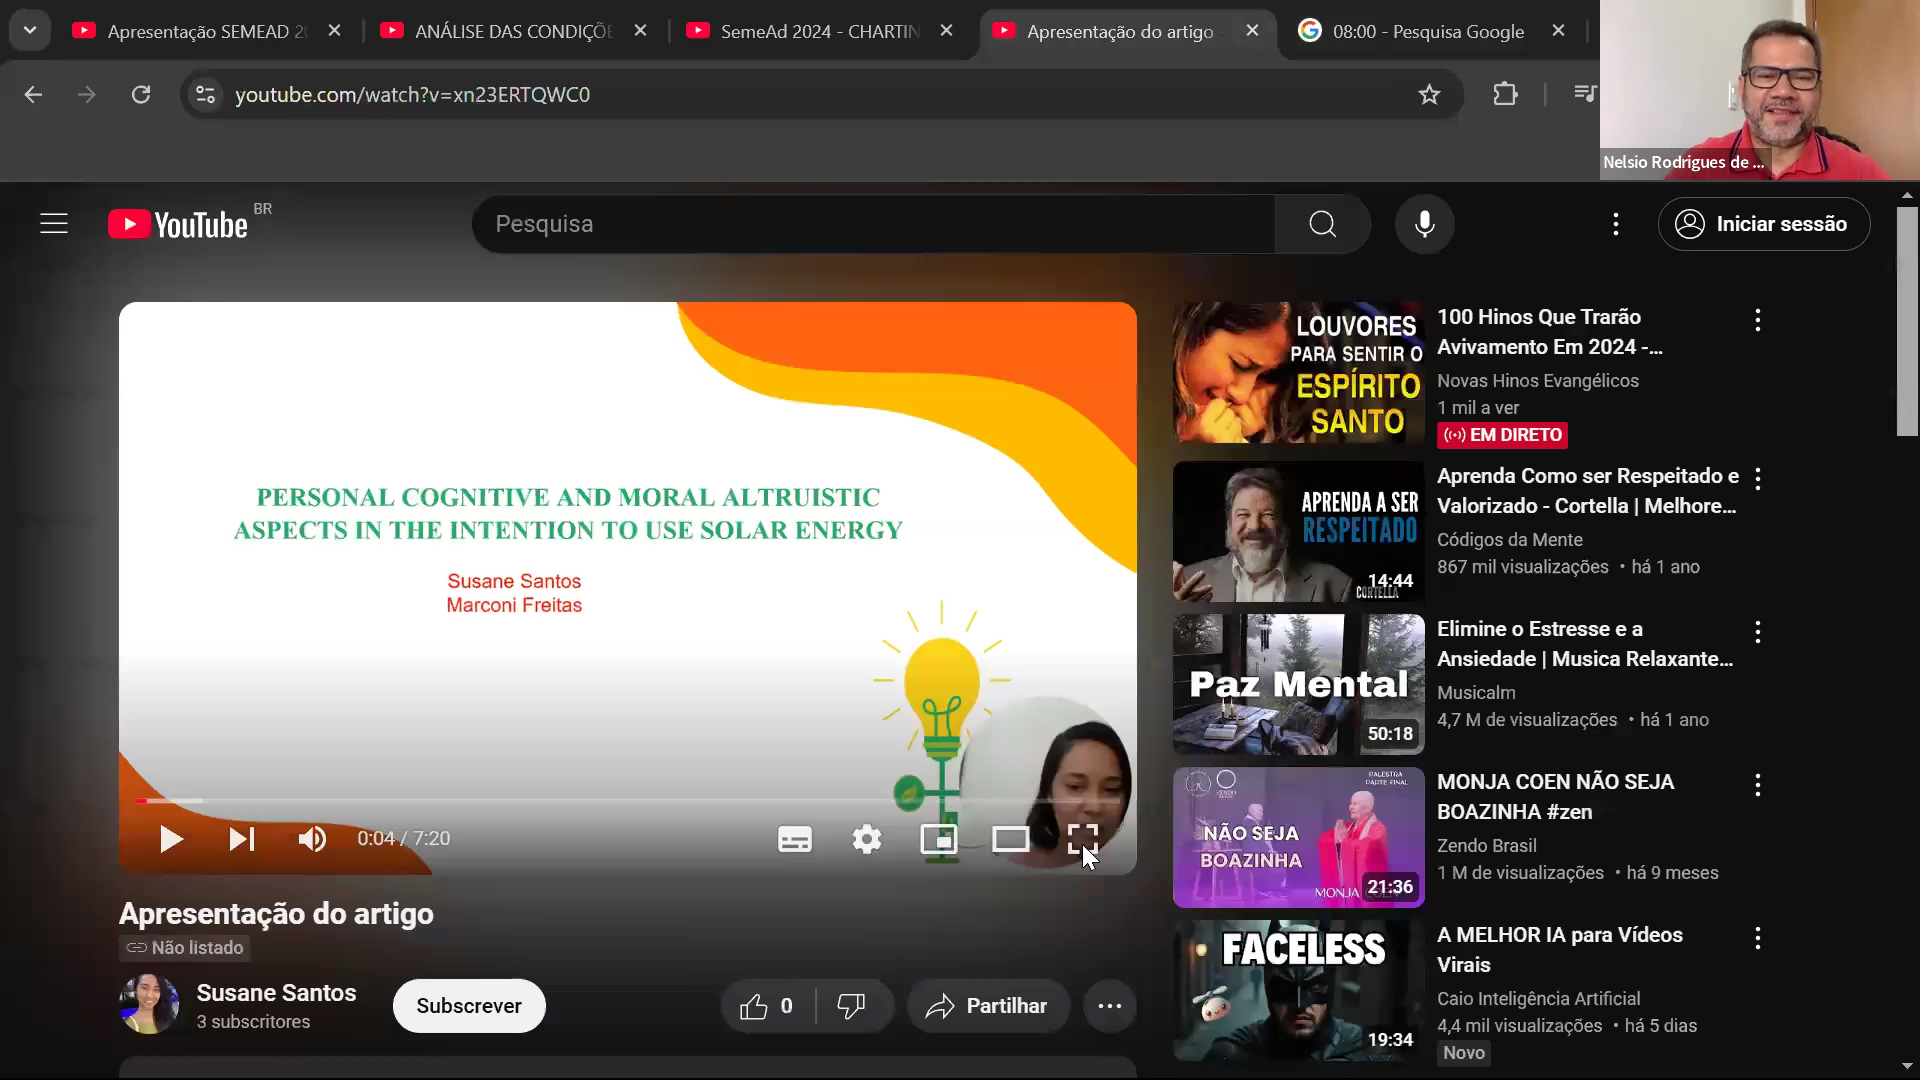 Apresentação SEMEAD 2
ANÁLISE DAS CONDIÇÕ
SemeAd 2024 - CHARTIN
Apresentação do artigo
08:00 - Pesquisa Google
youtube.com/watch?v=xn23ERTQWC0
Nelsio Rodrigues de ...
YouTube
BR
Pesquisa
Iniciar sessão
PERSONAL COGNITIVE AND MORAL ALTRUISTIC
ASPECTS IN THE INTENTION TO USE SOLAR ENERGY
Susane Santos
Marconi Freitas
0:04 / 7:20
Apresentação do artigo
Não listado
Susane Santos
3 subscritores
Subscrever
0
Partilhar
LOUVORES
PARA SENTIR O
ESPÍRITO
SANTO
100 Hinos Que Trarão
Avivamento Em 2024 -...
Novas Hinos Evangélicos
1 mil a ver
EM DIRETO
APRENDA A SER
RESPEITADO
14:44
CORTELLA
Aprenda Como ser Respeitado e
Valorizado - Cortella | Melhore...
Códigos da Mente
867 mil visualizações • há 1 ano
Paz Mental
50:18
Elimine o Estresse e a
Ansiedade | Musica Relaxante...
Musicalm
4,7 M de visualizações • há 1 ano
PALESTRA
PARTE FINAL
NÃO SEJA
BOAZINHA
MONJA
21:36
MONJA COEN NÃO SEJA
BOAZINHA #zen
Zendo Brasil
1 M de visualizações • há 9 meses
FACELESS
19:34
A MELHOR IA para Vídeos
Virais
Caio Inteligência Artificial
4,4 mil visualizações • há 5 dias
Novo